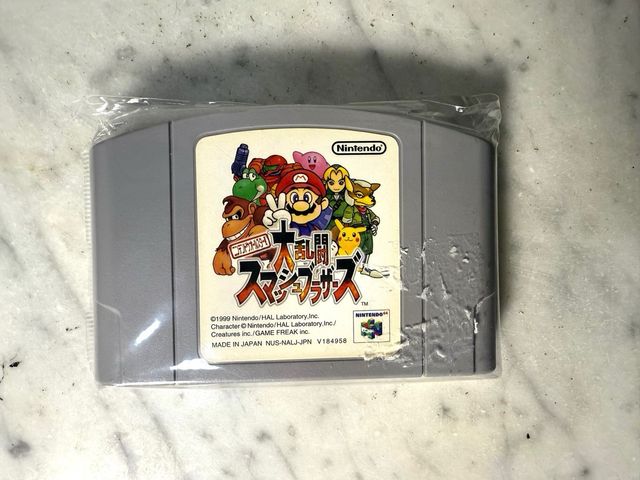 Nintendo
ニンテンドウオールスター!
大乱闘
スマッシュブラザーズ
TM
©1999 Nintendo/HAL Laboratory,Inc.
Character © Nintendo/HAL Laboratory,Inc./
Creatures inc./GAME FREAK inc.
MADE IN JAPAN NUS-NALJ-JPN V184958
NINTENDO 64